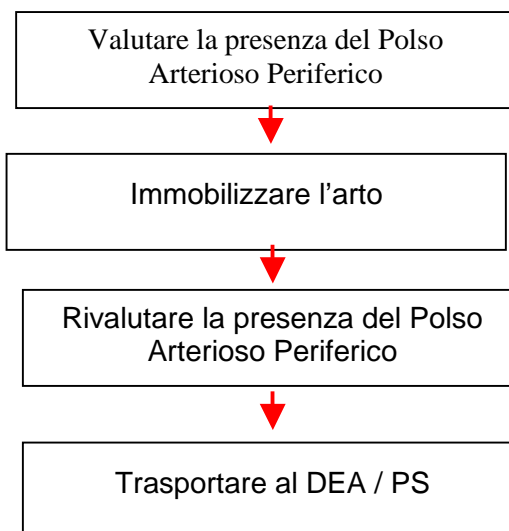 Valutare la presenza del Polso
Arterioso Periferico
Immobilizzare l'arto
Rivalutare la presenza del Polso
Arterioso Periferico
Trasportare al DEA / PS